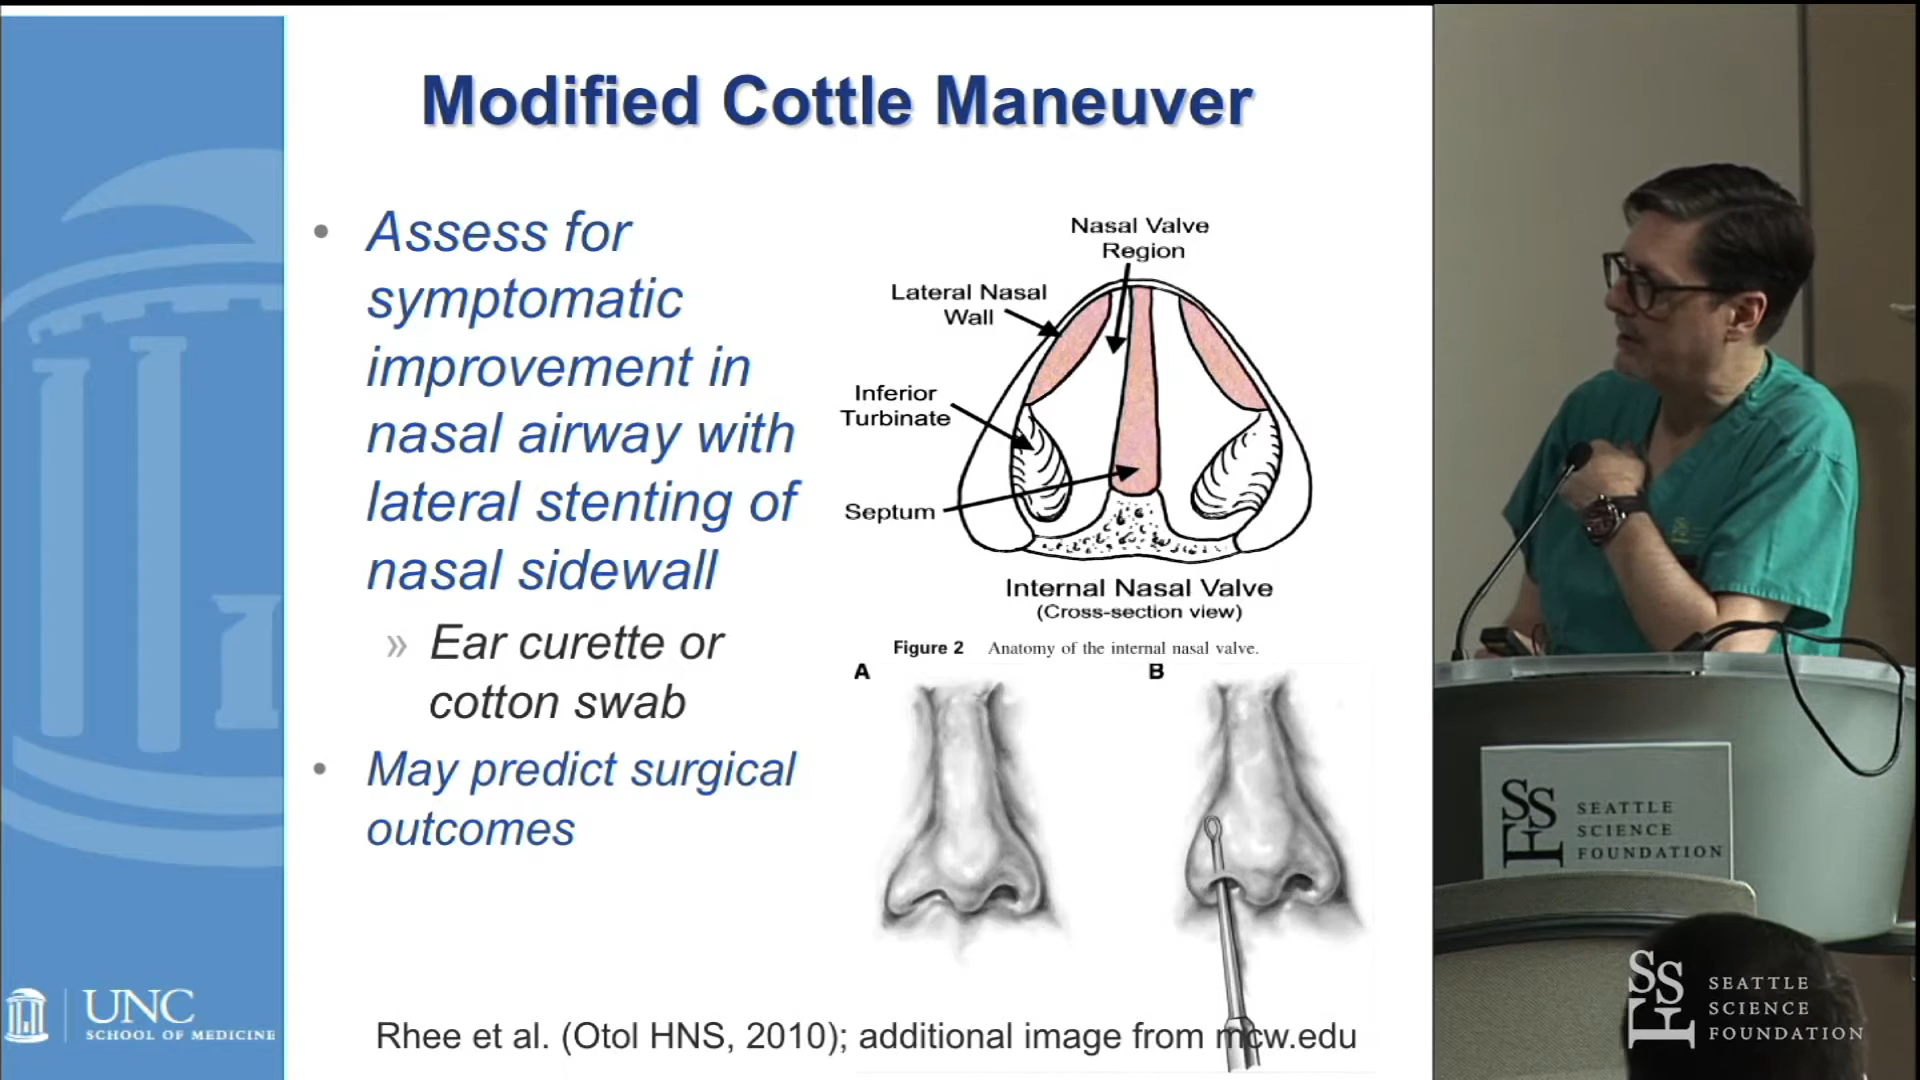 Modified Cottle Maneuver
• Assess for
symptomatic
improvement in
nasal airway with
lateral stenting of
nasal sidewall
» Ear curette or
cotton swab
• May predict surgical
outcomes
Nasal Valve
Region
Lateral Nasal
Wall
Inferior
Turbinate
Septum
Internal Nasal Valve
(Cross-section view)
Figure 2 Anatomy of the internal nasal valve.
A
B
Rhee et al. (Otol HNS, 2010); additional image from mcw.edu
UNC
SCHOOL OF MEDICINE
SSF
SEATTLE
SCIENCE
FOUNDATION
SSF
SEATTLE
SCIENCE
FOUNDATION